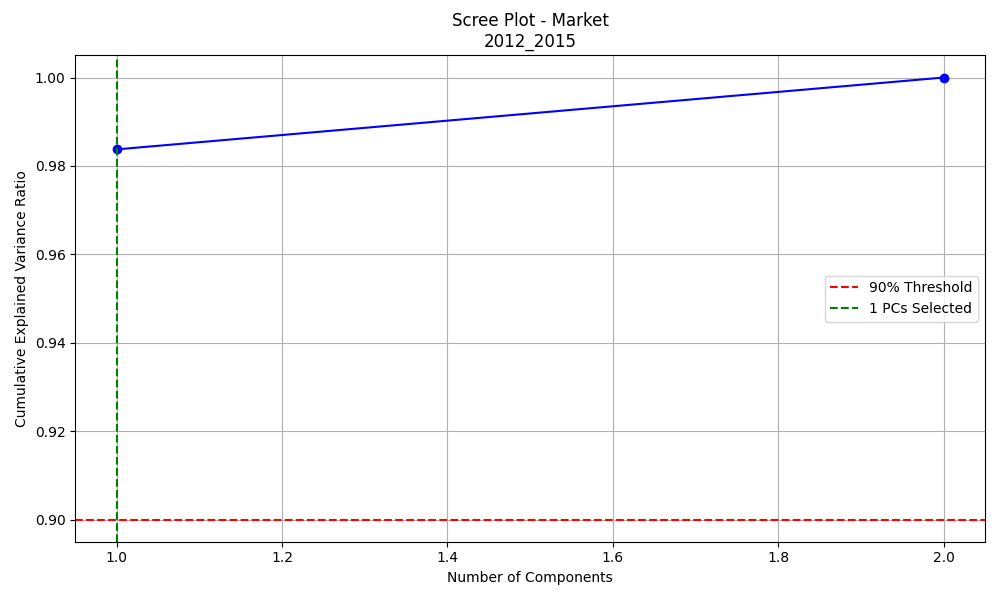 Scree Plot - Market
2012_2015
Cumulative Explained Variance Ratio
1.00
0.98
0.96
0.94
0.92
0.90
90% Threshold
1 PCs Selected
1.0 1.2 1.4 1.6 1.8 2.0
Number of Components